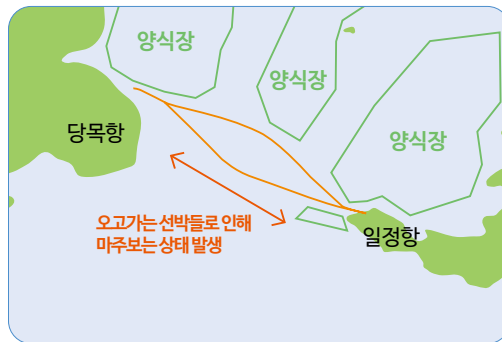 양식장
양식장
양식장
당목항
오고가는 선박들로 인해
마주보는 상태 발생
일정항